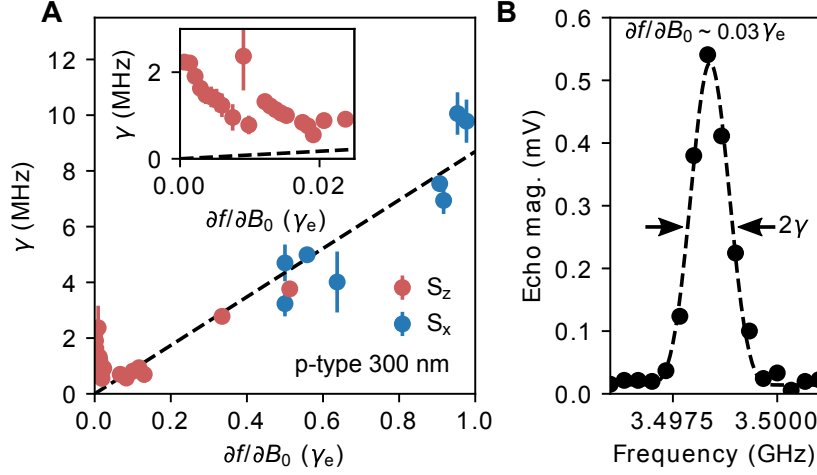 A
γ (MHz)
12
10
8
6
4
2
0
0.0
0.2
0.4
0.6
0.8
1.0
∂f/∂B₀ (γₑ)
γ (MHz)
2
0
0.00
0.02
∂f/∂B₀ (γₑ)
S_z
S_x
p-type 300 nm
B
∂f/∂B₀ ~ 0.03γₑ
Echo mag. (mV)
0.6
0.5
0.4
0.3
0.2
0.1
0.0
2γ
3.4975
3.5000
Frequency (GHz)